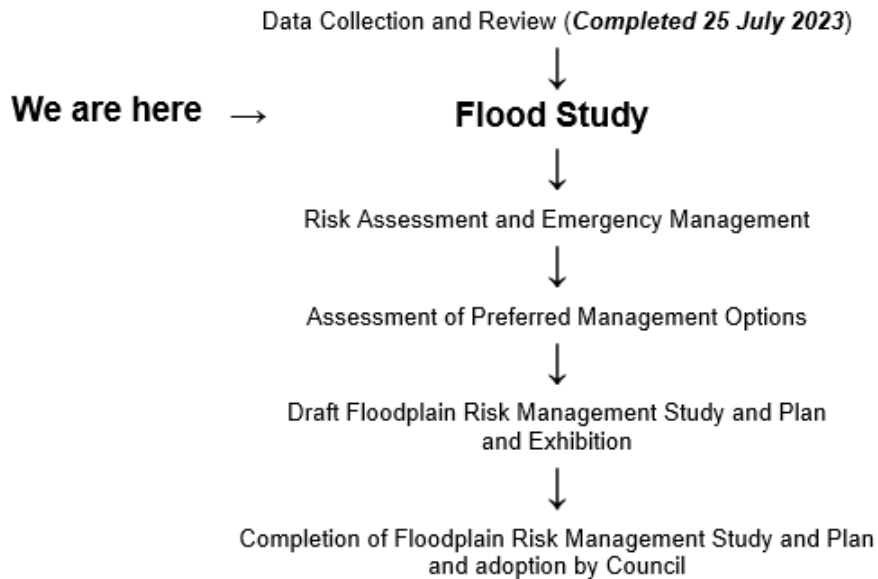 Data Collection and Review (Completed 25 July 2023)
We are here → Flood Study
Risk Assessment and Emergency Management
Assessment of Preferred Management Options
Draft Floodplain Risk Management Study and Plan
and Exhibition
Completion of Floodplain Risk Management Study and Plan
and adoption by Council